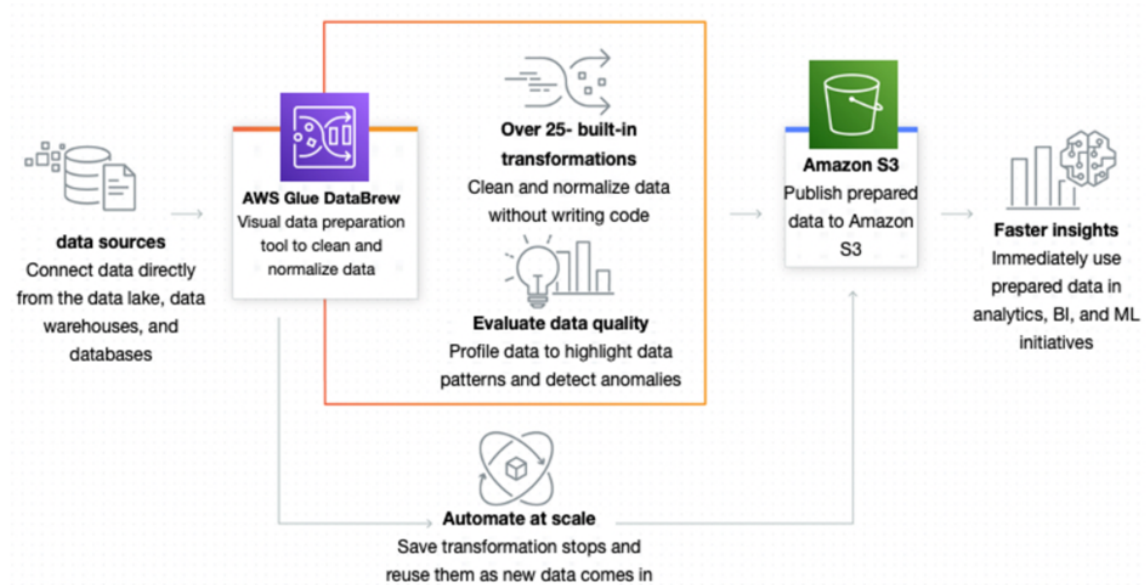 data sources
Connect data directly
from the data lake, data
warehouses, and
databases
AWS Glue DataBrew
Visual data preparation
tool to clean and
normalize data
Over 25- built-in
transformations
Clean and normalize data
without writing code
Evaluate data quality
Profile data to highlight data
patterns and detect anomalies
Automate at scale
Save transformation stops and
reuse them as new data comes in
Amazon S3
Publish prepared
data to Amazon
S3
Faster insights
Immediately use
prepared data in
analytics, BI, and ML
initiatives